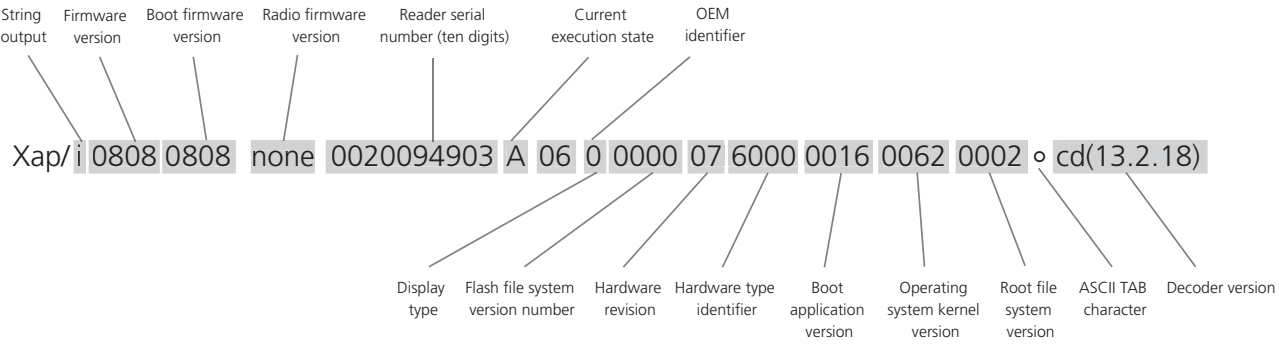 String output
Firmware version
Boot firmware version
Radio firmware version
Reader serial number (ten digits)
Current execution state
OEM identifier
Xap/ i 0808 0808 none 0020094903 A 06 0 0000 07 6000 0016 0062 0002 cd(13.2.18)
Display type
Flash file system version number
Hardware revision
Hardware type identifier
Boot application version
Operating system kernel version
Root file system version
ASCII TAB character
Decoder version